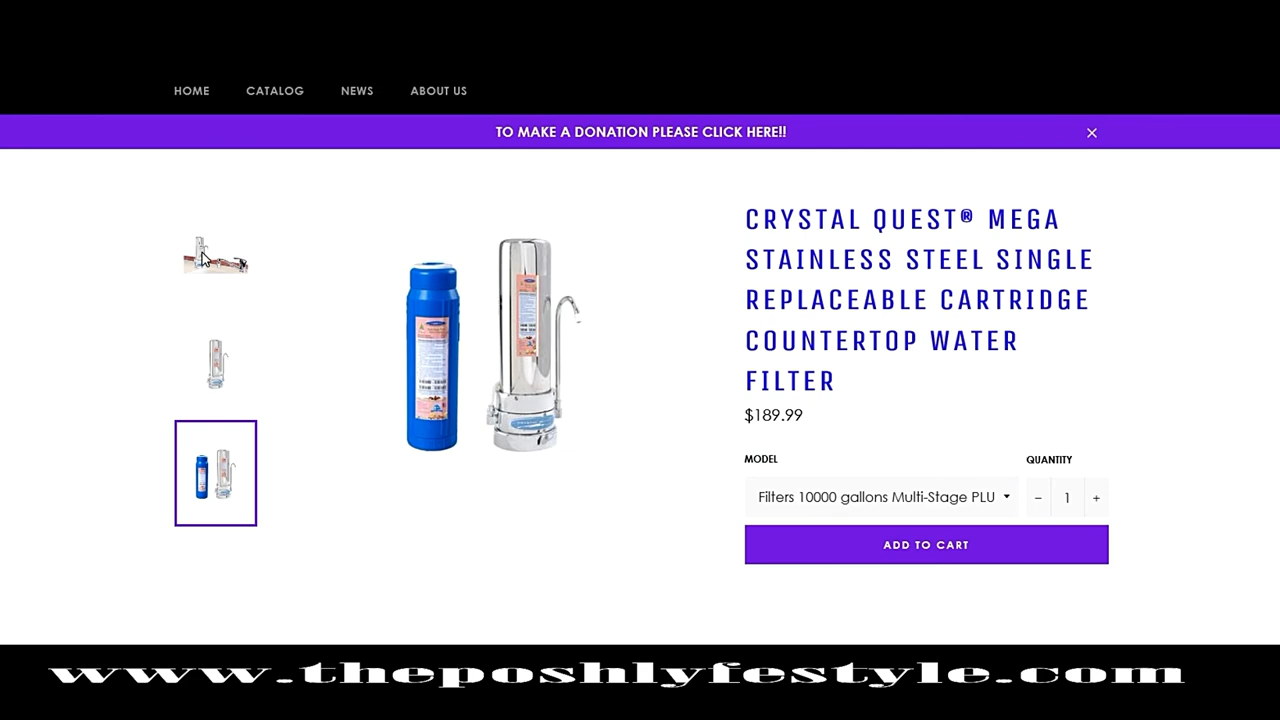 HOME CATALOG NEWS ABOUT US
TO MAKE A DONATION PLEASE CLICK HERE!!
CRYSTAL QUEST® MEGA
STAINLESS STEEL SINGLE
REPLACEABLE CARTRIDGE
COUNTERTOP WATER
FILTER
$189.99
MODEL QUANTITY
Filters 10000 gallons Multi-Stage PLU − 1 +
ADD TO CART
www.theposhlyfestyle.com